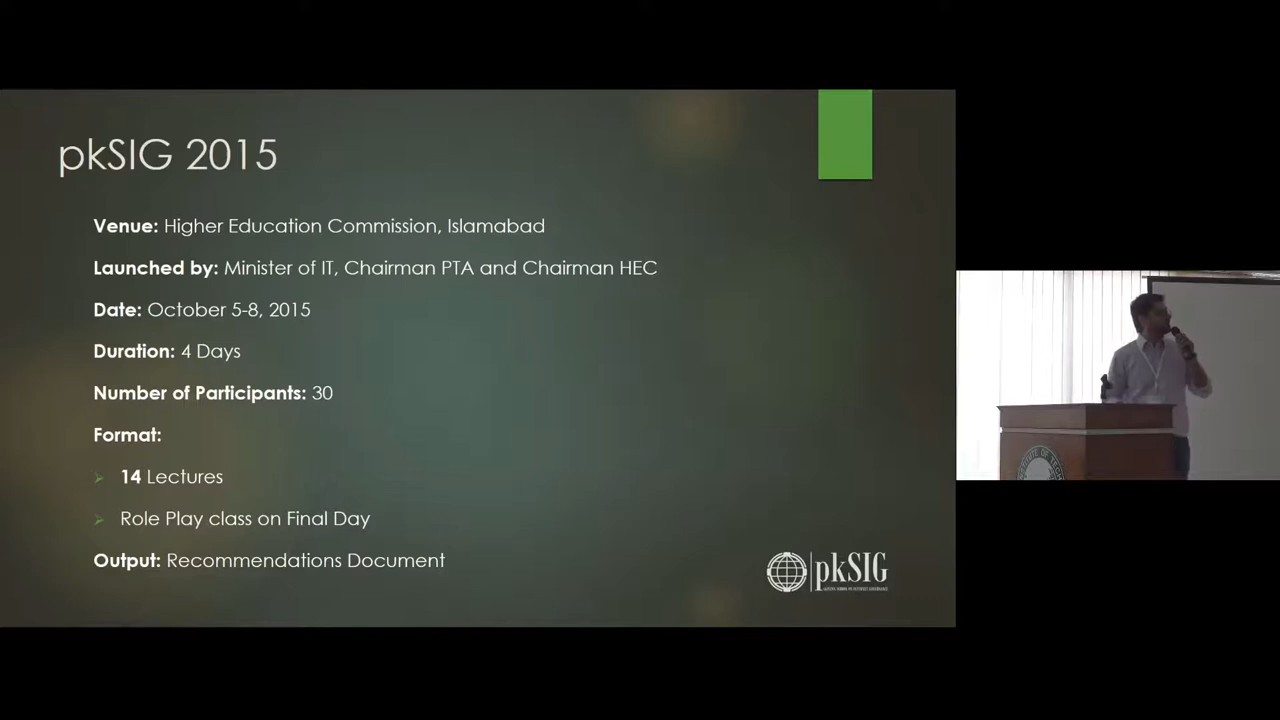 pkSIG 2015
Venue: Higher Education Commission, Islamabad
Launched by: Minister of IT, Chairman PTA and Chairman HEC
Date: October 5-8, 2015
Duration: 4 Days
Number of Participants: 30
Format:
14 Lectures
Role Play class on Final Day
Output: Recommendations Document
pkSIG